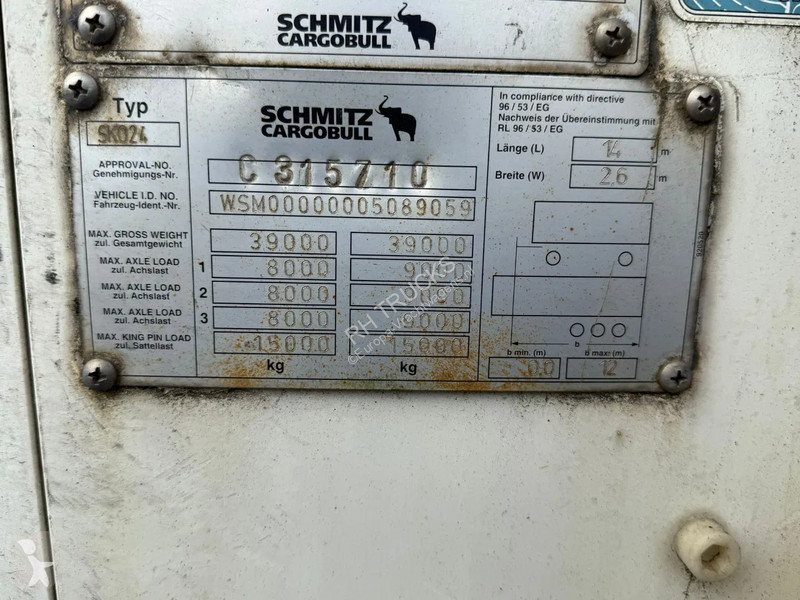 SCHMITZ
CARGOBULL
Typ
SKO24
SCHMITZ
CARGOBULL
In compliance with directive
96 / 53 / EG
Nachweis der Übereinstimmung mit
RL 96 / 53 / EG
Länge (L) 14 m
Breite (W) 2.6 m
APPROVAL-NO.
Genehmigungs-Nr.
C 315710
VEHICLE I.D. NO.
Fahrzeug-Ident.-Nr.
WSM00000005089059
MAX. GROSS WEIGHT
zul. Gesamtgewicht
39000 39000
MAX. AXLE LOAD
zul. Achslast
1 8000
MAX. AXLE LOAD
zul. Achslast
2 8000
MAX. AXLE LOAD
zul. Achslast
3 8000 9000
MAX. KING PIN LOAD
zul. Sattellast
15000 15000
kg kg
b
b min. (m) b max. (m)
0.0 12
RH TRUCKS